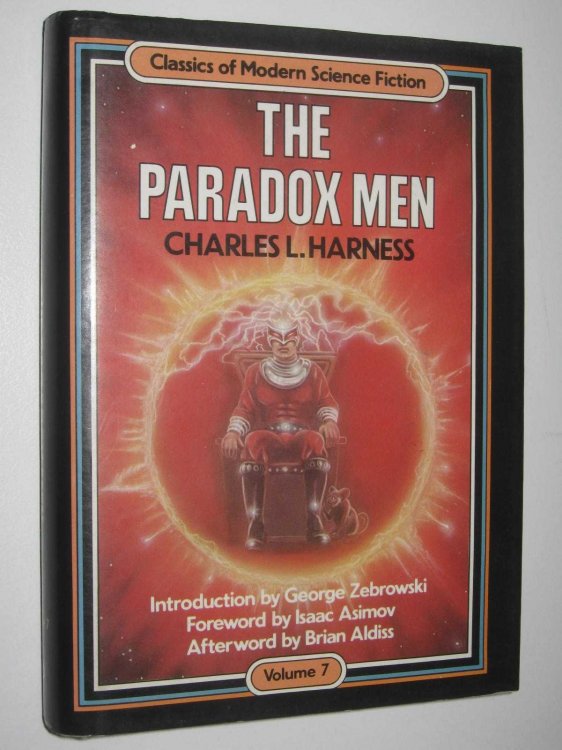 Classics of Modern Science Fiction
THE
PARADOX MEN
CHARLES L. HARNESS
Introduction by George Zebrowski
Foreword by Isaac Asimov
Afterword by Brian Aldiss
Volume 7